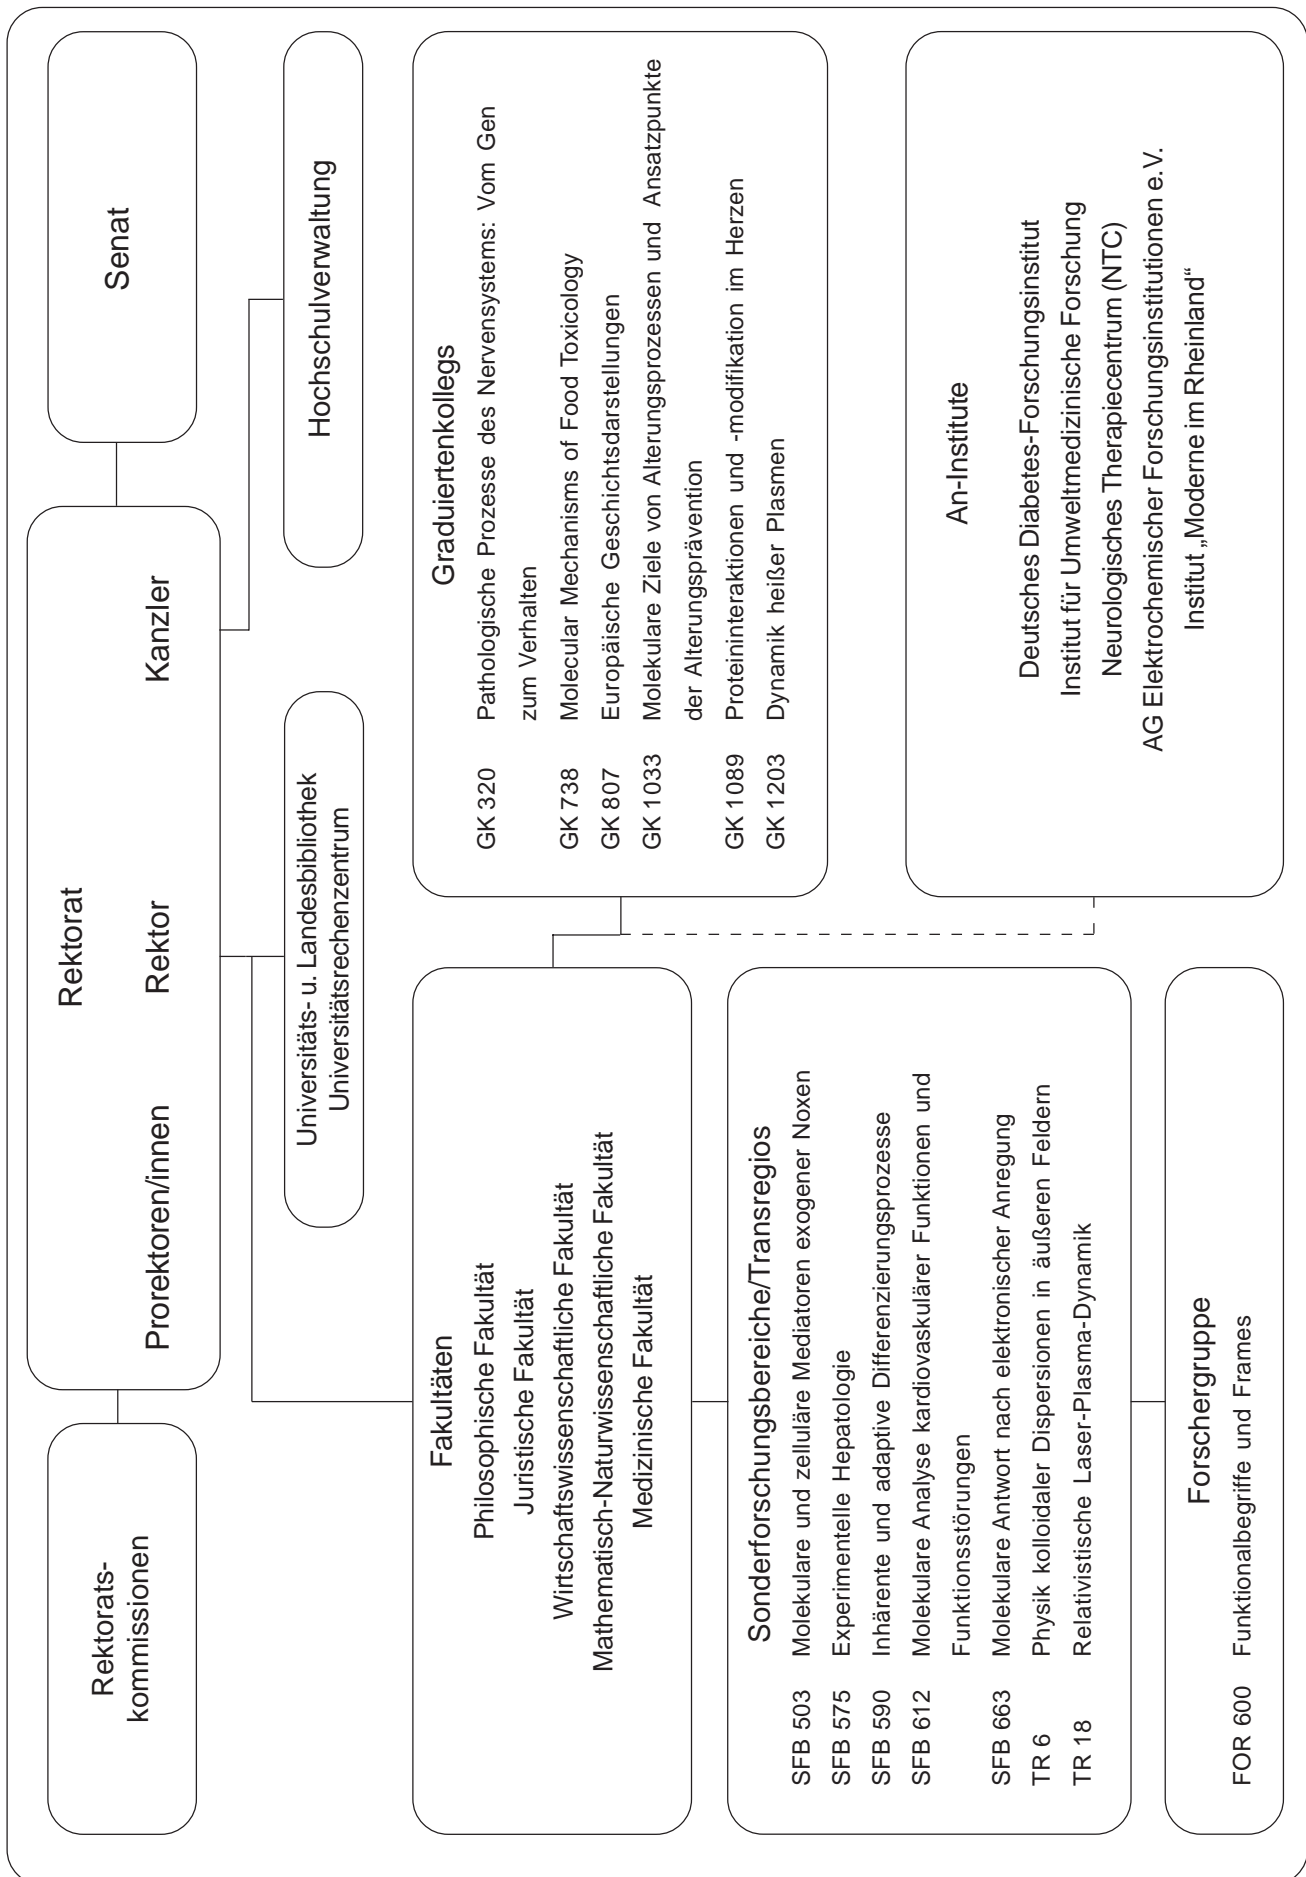 Rektorats-
kommissionen
Rektorat
Prorektoren/innen Rektor Kanzler
Senat
Universitäts- u. Landesbibliothek
Universitätsrechenzentrum
Hochschulverwaltung
Fakultäten
Philosophische Fakultät
Juristische Fakultät
Wirtschaftswissenschaftliche Fakultät
Mathematisch-Naturwissenschaftliche Fakultät
Medizinische Fakultät
Graduiertenkollegs
GK 320 Pathologische Prozesse des Nervensystems: Vom Gen
zum Verhalten
GK 738 Molecular Mechanisms of Food Toxicology
GK 807 Europäische Geschichtsdarstellungen
GK 1033 Molekulare Ziele von Alterungsprozessen und Ansatzpunkte
der Alterungsprävention
GK 1089 Proteininteraktionen und -modifikation im Herzen
GK 1203 Dynamik heißer Plasmen
Sonderforschungsbereiche/Transregios
SFB 503 Molekulare und zelluläre Mediatoren exogener Noxen
SFB 575 Experimentelle Hepatologie
SFB 590 Inhärente und adaptive Differenzierungsprozesse
SFB 612 Molekulare Analyse kardiovaskulärer Funktionen und
Funktionsstörungen
SFB 663 Molekulare Antwort nach elektronischer Anregung
TR 6 Physik kolloidaler Dispersionen in äußeren Feldern
TR 18 Relativistische Laser-Plasma-Dynamik
An-Institute
Deutsches Diabetes-Forschungsinstitut
Institut für Umweltmedizinische Forschung
Neurologisches Therapiecentrum (NTC)
AG Elektrochemischer Forschungsinstitutionen e.V.
Institut „Moderne im Rheinland“
Forschergruppe
FOR 600 Funktionalbegriffe und Frames